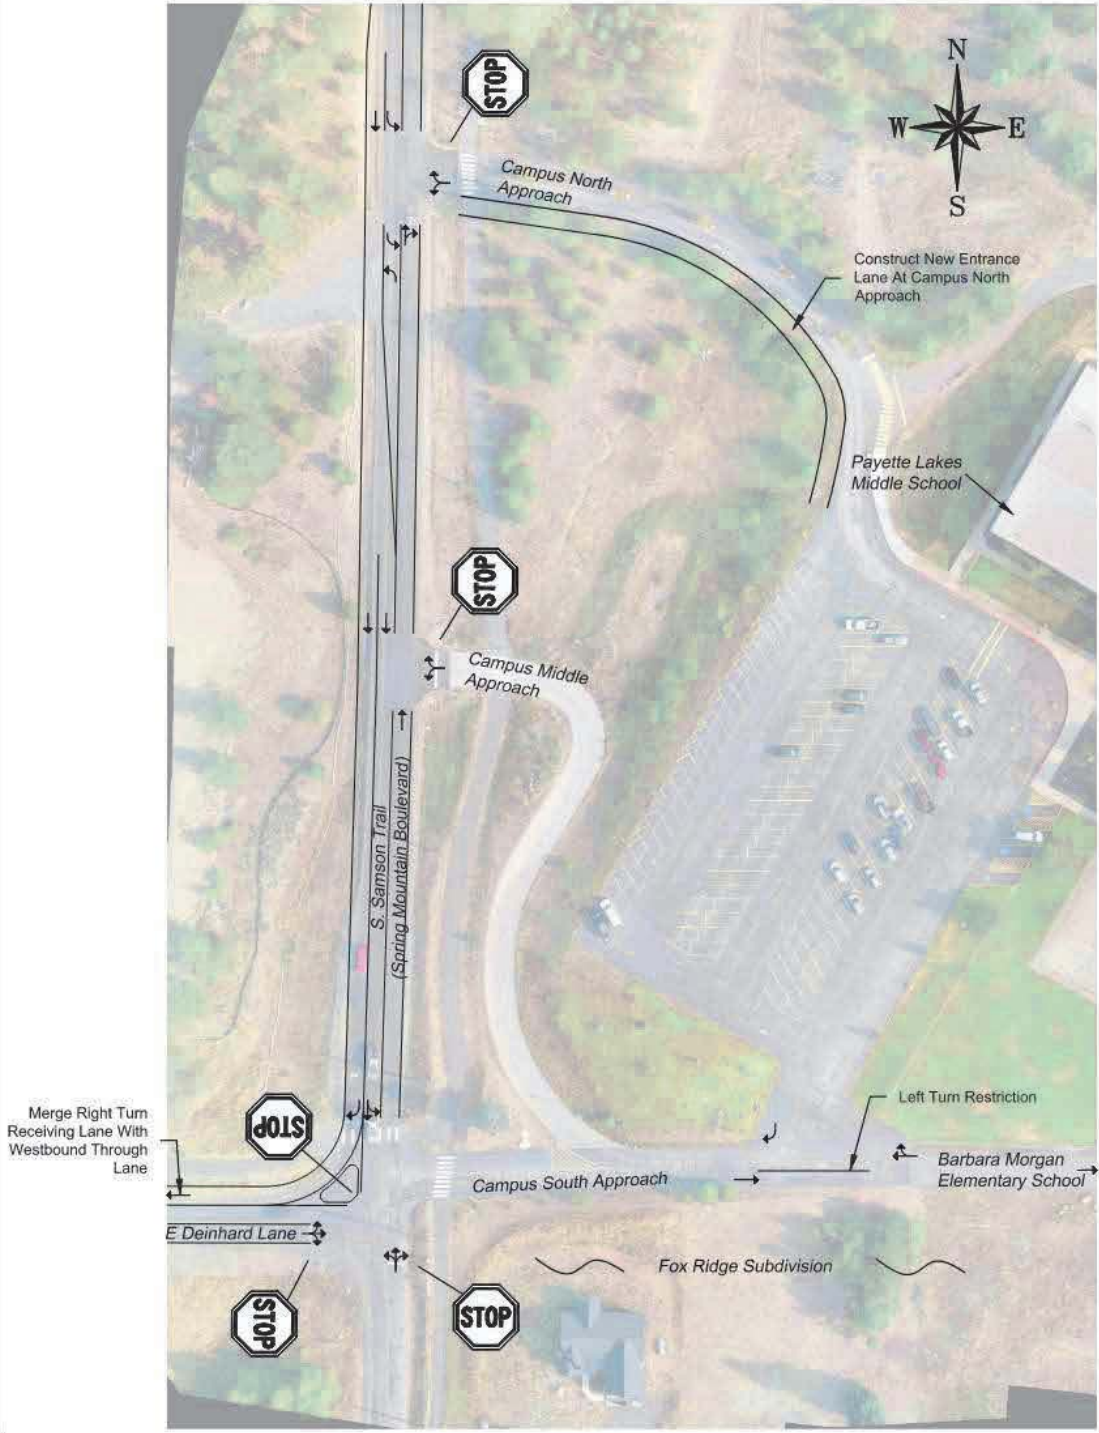 N
STOP
W E
S
Campus North
Approach
Construct New Entrance
Lane At Campus North
Approach
Payette Lakes
Middle School
STOP
Campus Middle
Approach
S. Samson Trail
(Spring Mountain Boulevard)
Merge Right Turn
Receiving Lane With
Westbound Through
Lane
STOP
Left Turn Restriction
Barbara Morgan
Elementary School
Campus South Approach
E Deinhard Lane
Fox Ridge Subdivision
STOP
STOP